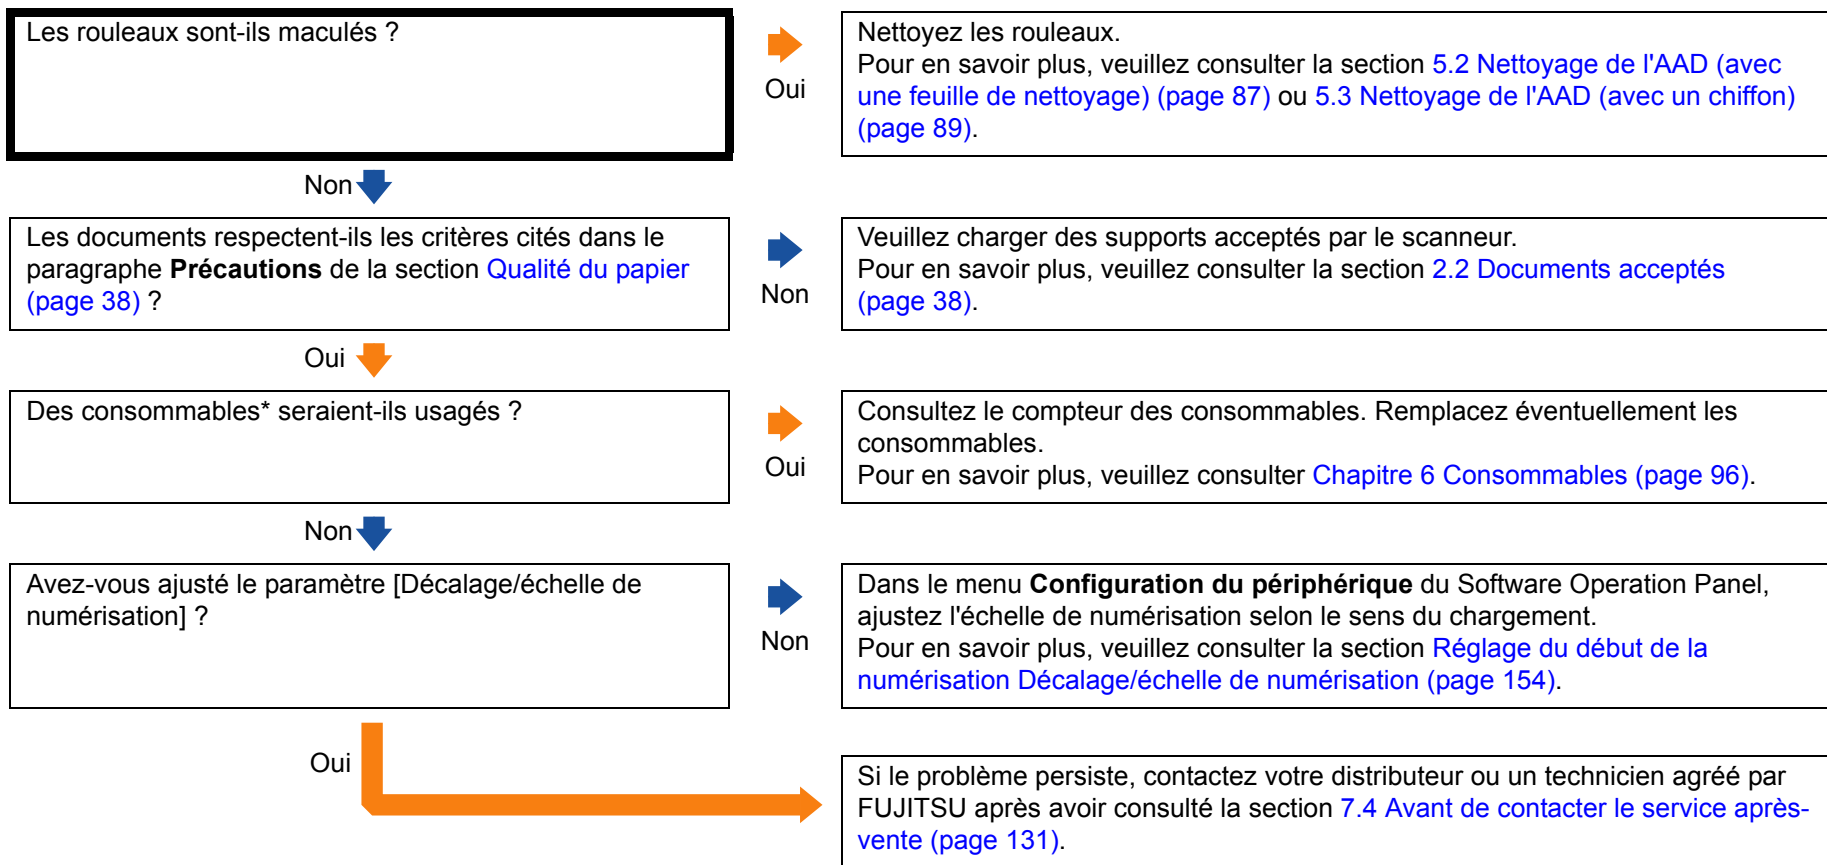 Les rouleaux sont-ils maculés ?
Oui
Nettoyez les rouleaux.
Pour en savoir plus, veuillez consulter la section 5.2 Nettoyage de l'AAD (avec
une feuille de nettoyage) (page 87) ou 5.3 Nettoyage de l'AAD (avec un chiffon)
(page 89).
Non
Les documents respectent-ils les critères cités dans le
paragraphe Précautions de la section Qualité du papier
(page 38) ?
Non
Veuillez charger des supports acceptés par le scanneur.
Pour en savoir plus, veuillez consulter la section 2.2 Documents acceptés
(page 38).
Oui
Des consommables* seraient-ils usagés ?
Oui
Consultez le compteur des consommables. Remplacez éventuellement les
consommables.
Pour en savoir plus, veuillez consulter Chapitre 6 Consommables (page 96).
Non
Avez-vous ajusté le paramètre [Décalage/échelle de
numérisation] ?
Non
Dans le menu Configuration du périphérique du Software Operation Panel,
ajustez l'échelle de numérisation selon le sens du chargement.
Pour en savoir plus, veuillez consulter la section Réglage du début de la
numérisation Décalage/échelle de numérisation (page 154).
Oui
Si le problème persiste, contactez votre distributeur ou un technicien agréé par
FUJITSU après avoir consulté la section 7.4 Avant de contacter le service après-
vente (page 131).